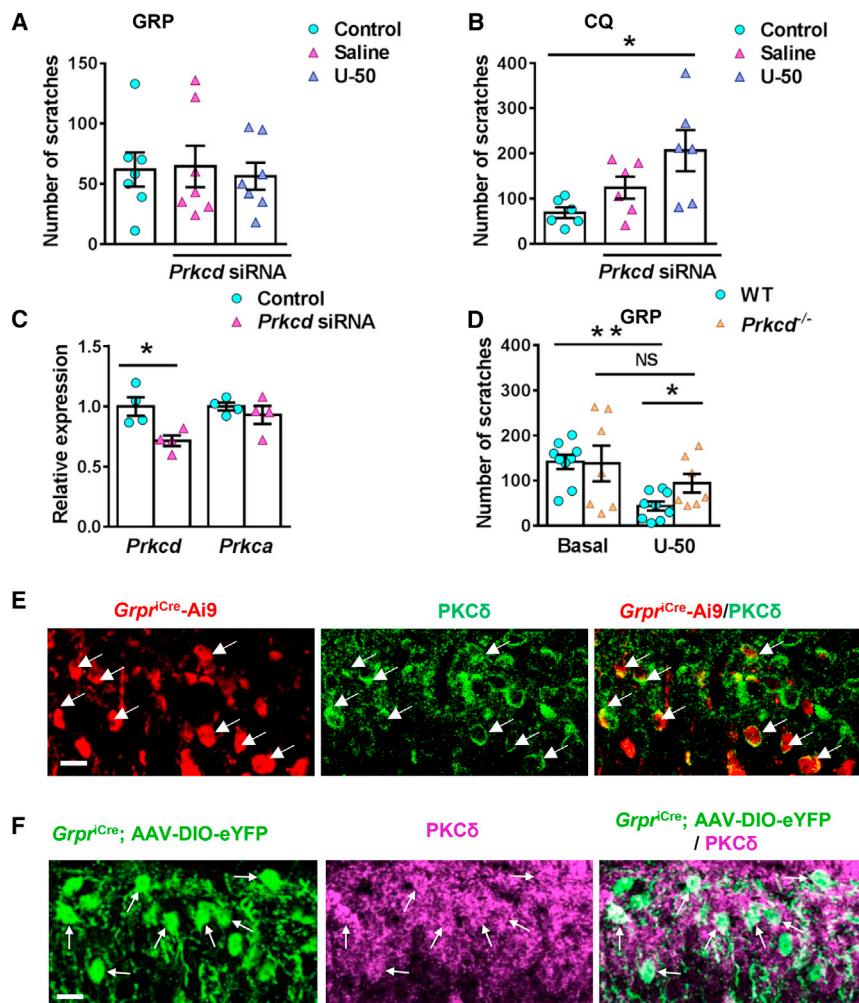 A
GRP
Control
Saline
U-50
Number of scratches
150
100
50
0
Prkcd siRNA
B
CQ
Control
Saline
U-50
*
Number of scratches
400
300
200
100
0
Prkcd siRNA
C
Control
Prkcd siRNA
*
Relative expression
1.5
1.0
0.5
0.0
Prkcd
Prkca
D
GRP
WT
Prkcd-/-
**
NS
*
Number of scratches
400
300
200
100
0
Basal
U-50
E
GrpriCre-Ai9
PKCδ
GrpriCre-Ai9/PKCδ
F
GrpriCre; AAV-DIO-eYFP
PKCδ
GrpriCre; AAV-DIO-eYFP
/ PKCδ